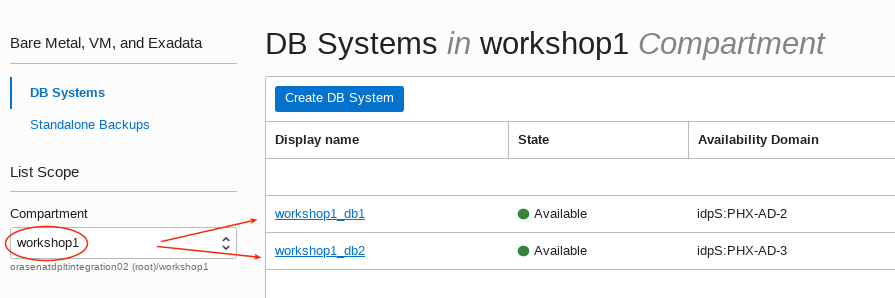 Bare Metal, VM, and Exadata
DB Systems
Standalone Backups
List Scope
Compartment
workshop1
orasenatdpltintegration02 (root)/workshop1
DB Systems in workshop1 Compartment
Create DB System
Display name State Availability Domain
workshop1_db1 Available idpS:PHX-AD-2
workshop1_db2 Available idpS:PHX-AD-3